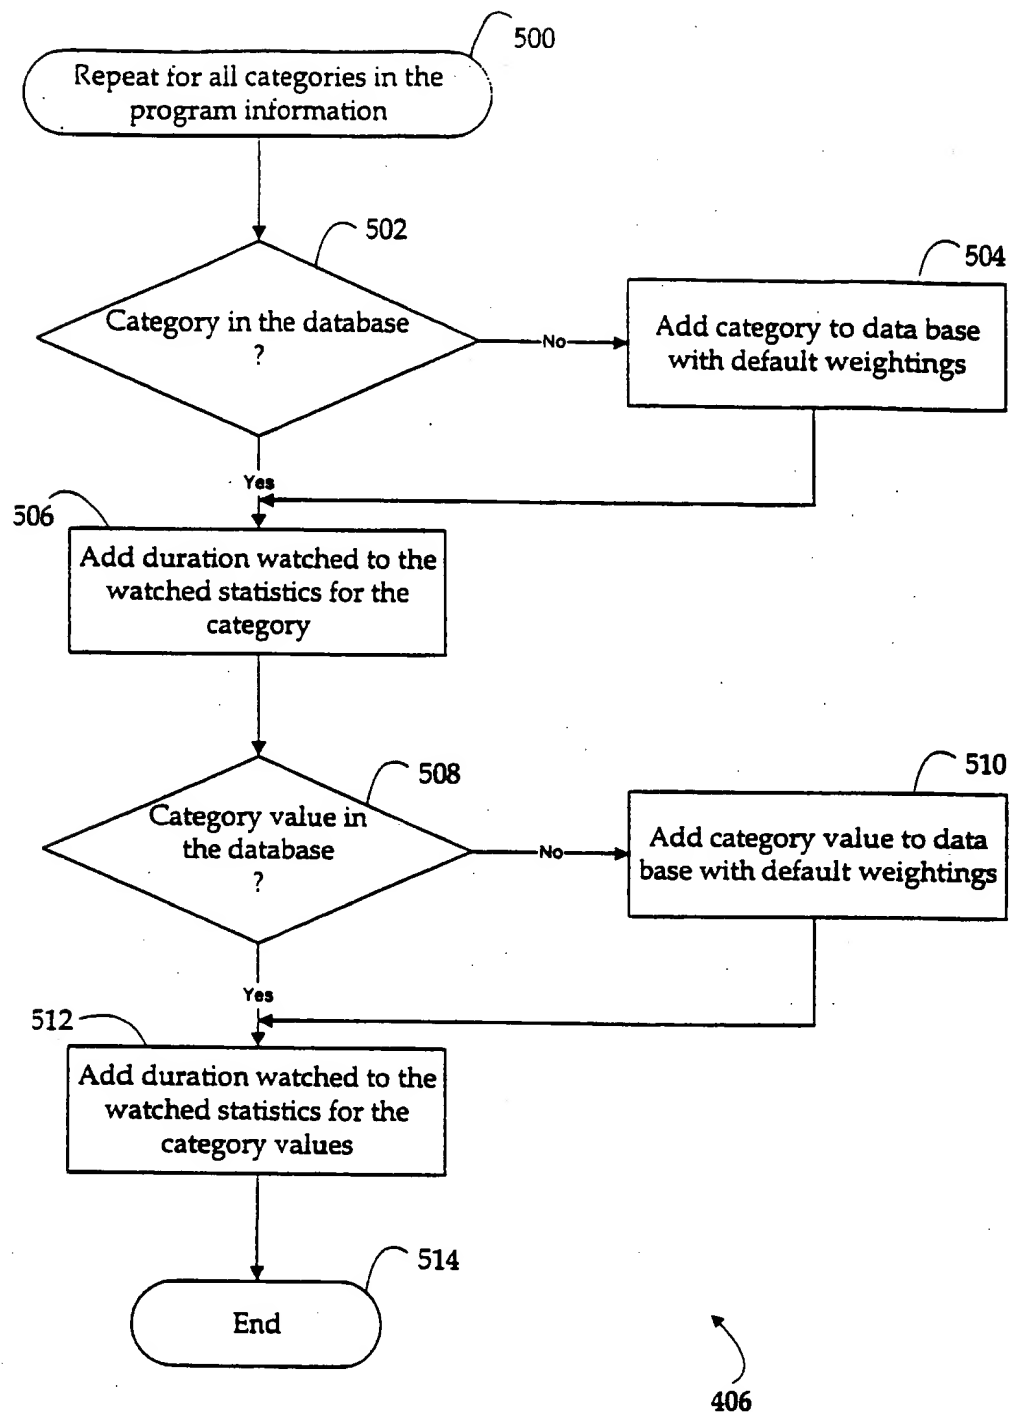 500
Repeat for all categories in the
program information
502
Category in the database
?
No
504
Add category to data base
with default weightings
Yes
506
Add duration watched to the
watched statistics for the
category
508
Category value in
the database
?
No
510
Add category value to data
base with default weightings
Yes
512
Add duration watched to the
watched statistics for the
category values
514
End
406